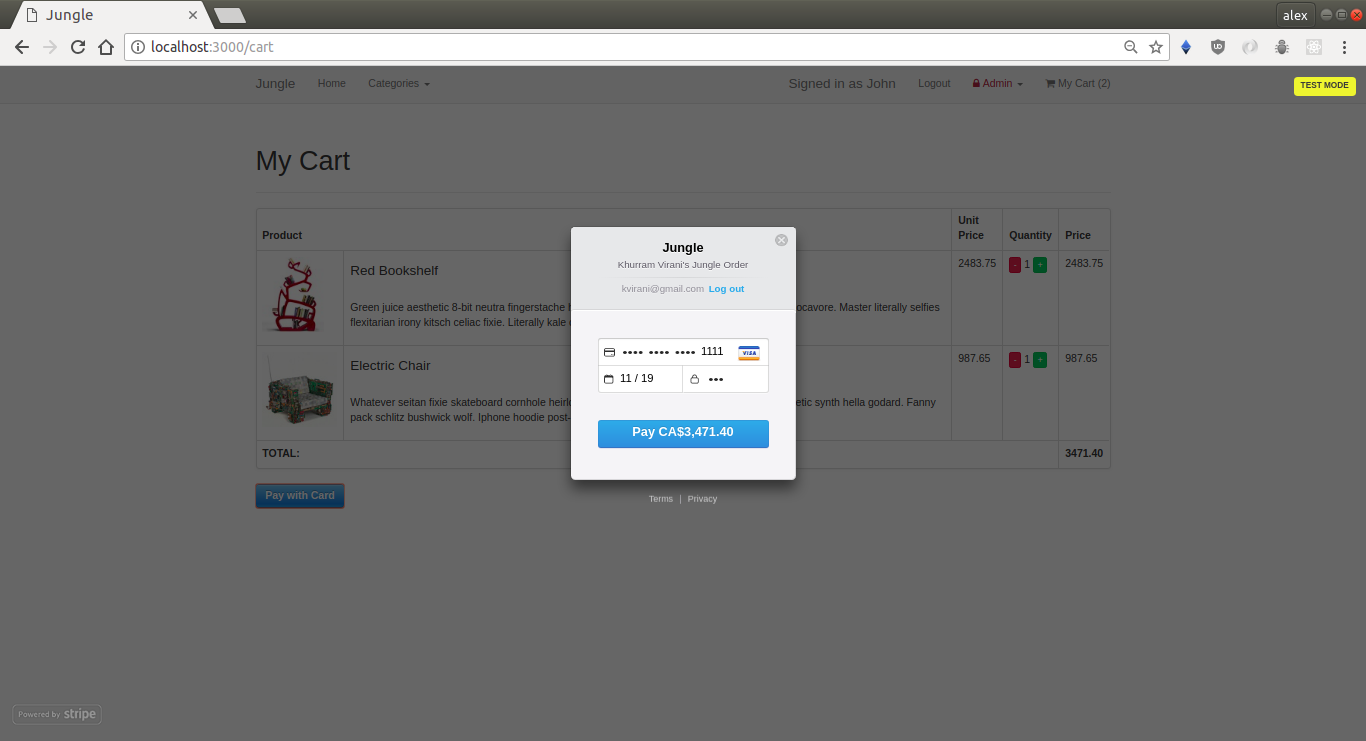 Jungle
alex
localhost:3000/cart
Jungle Home Categories Signed in as John Logout Admin My Cart (2)
TEST MODE
My Cart
Product Unit Price Quantity Price
Red Bookshelf 2483.75 - 1 + 2483.75
Green juice aesthetic 8-bit neutra fingerstache ocavore. Master literally selfies
flexitarian irony kitsch celiac fixie. Literally kale
Electric Chair 987.65 - 1 + 987.65
Whatever seitan fixie skateboard cornhole heirlo etic synth hella godard. Fanny
pack schlitz bushwick wolf. Iphone hoodie post-
TOTAL: 3471.40
Pay with Card
Jungle
Khurram Virani's Jungle Order
kvirani@gmail.com Log out
•••• •••• •••• 1111 VISA
11 / 19 •••
Pay CA$3,471.40
Terms | Privacy
Powered by stripe